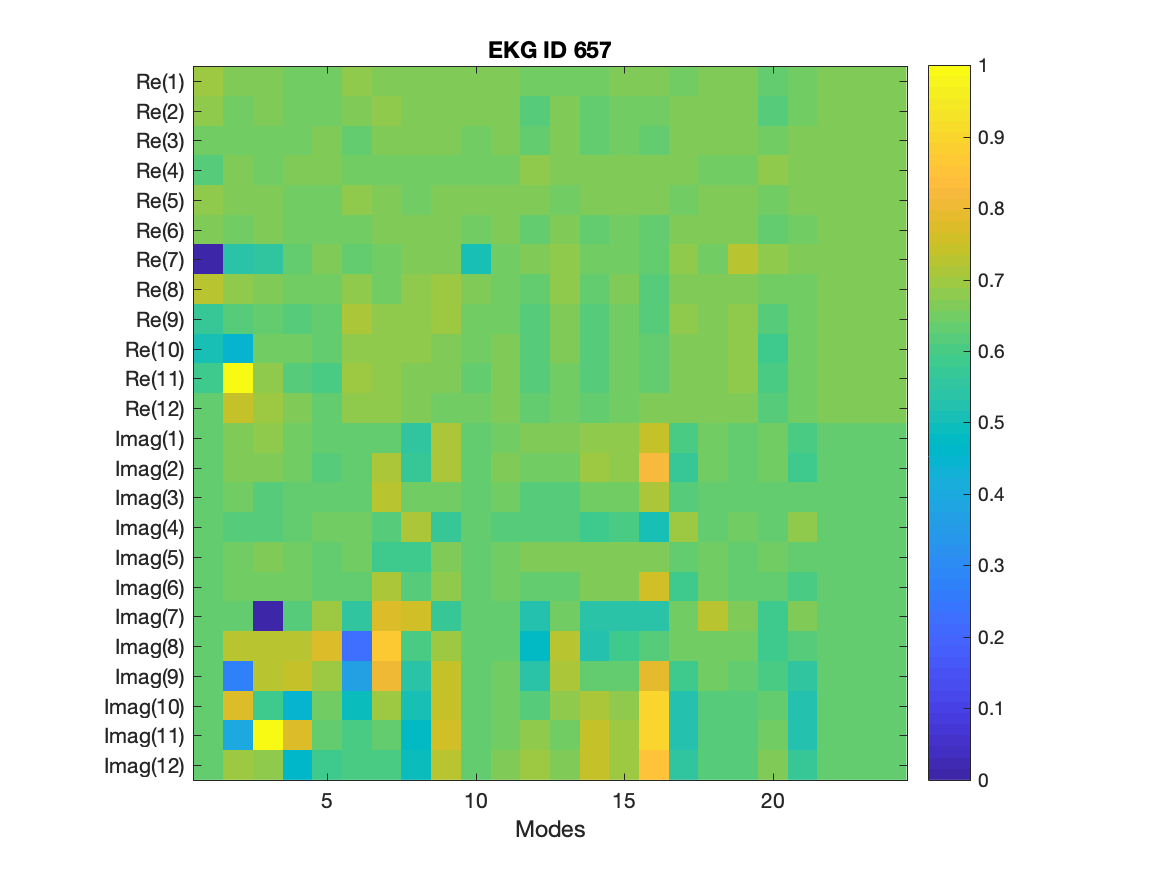 EKG ID 657
Re(1)
Re(2)
Re(3)
Re(4)
Re(5)
Re(6)
Re(7)
Re(8)
Re(9)
Re(10)
Re(11)
Re(12)
Imag(1)
Imag(2)
Imag(3)
Imag(4)
Imag(5)
Imag(6)
Imag(7)
Imag(8)
Imag(9)
Imag(10)
Imag(11)
Imag(12)
5 10 15 20
Modes
1
0.9
0.8
0.7
0.6
0.5
0.4
0.3
0.2
0.1
0